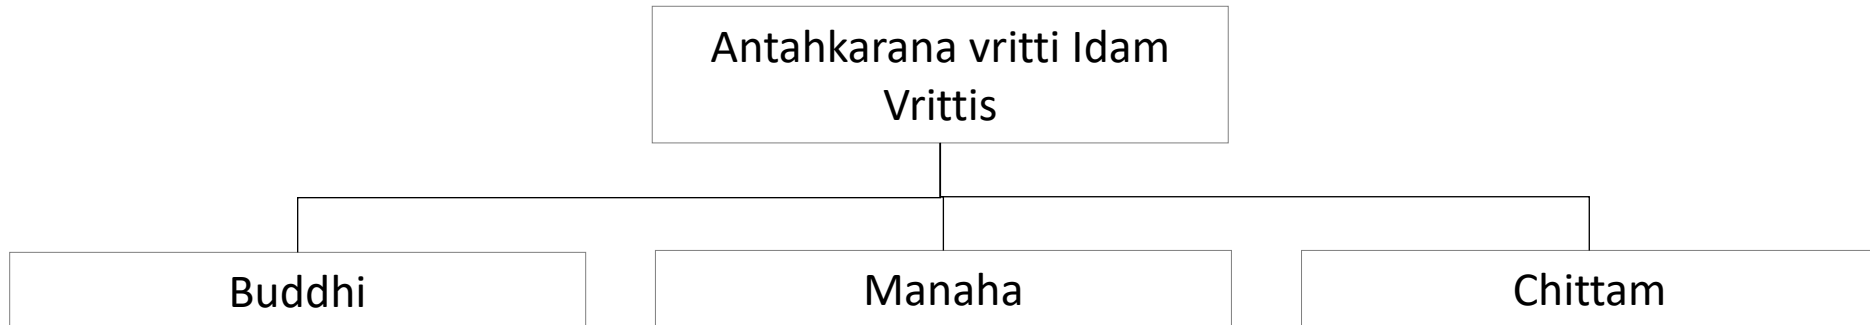 Antahkarana vritti Idam
Vrittis
Buddhi
Manaha
Chittam